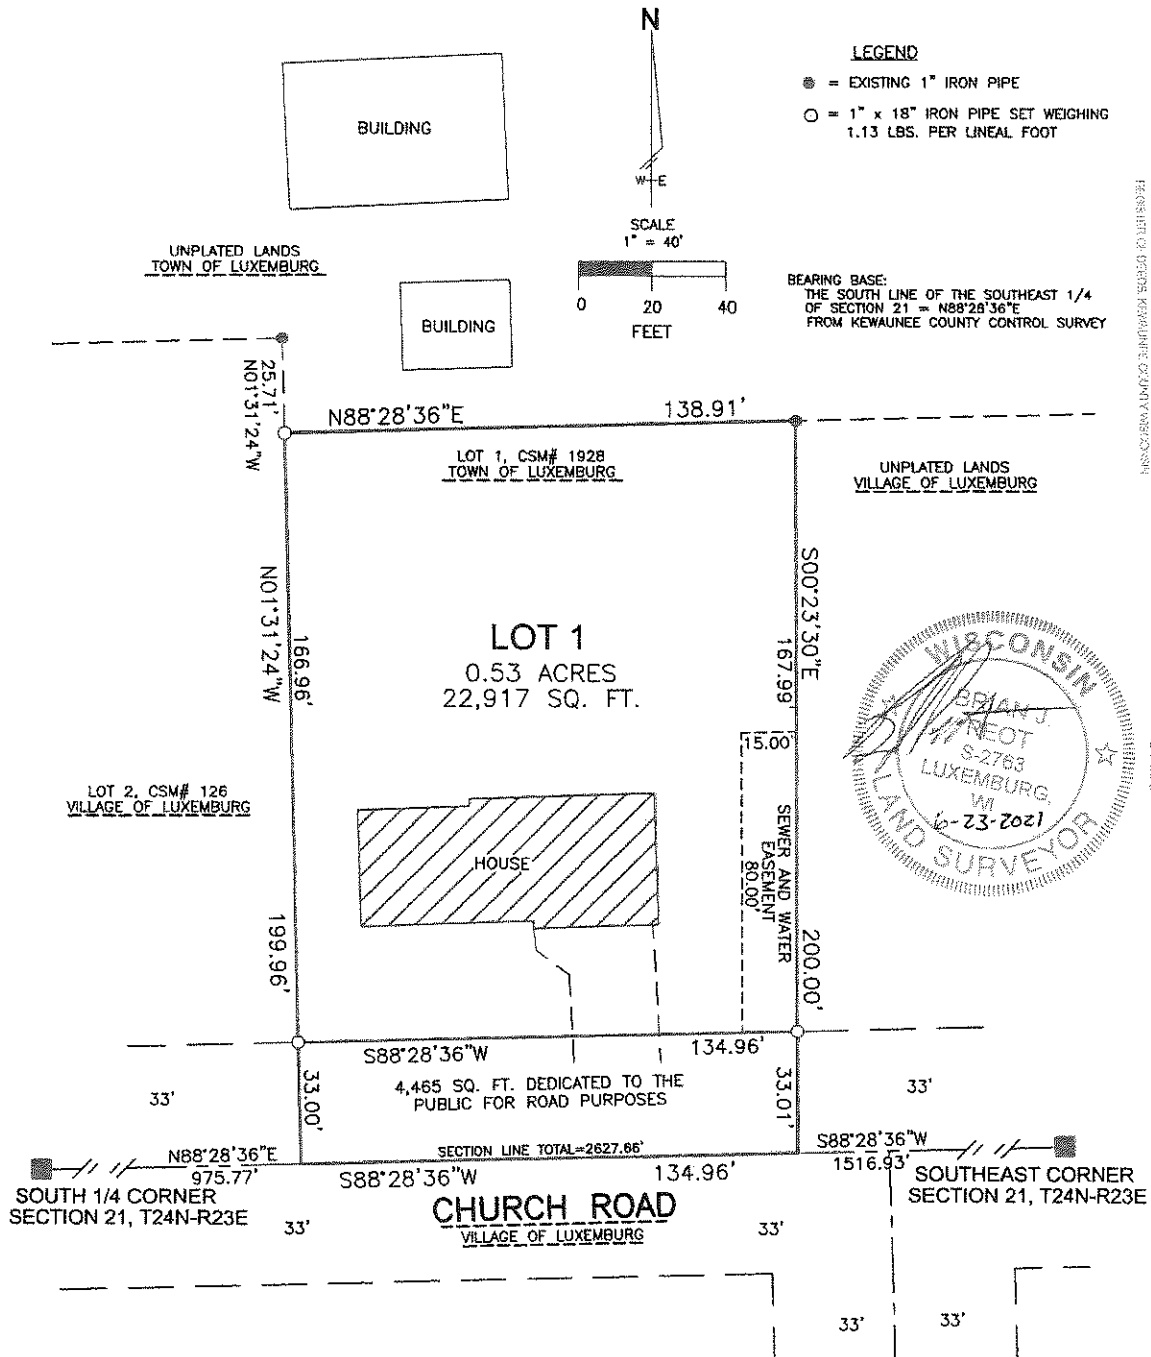 N
LEGEND
= EXISTING 1" IRON PIPE
= 1" x 18" IRON PIPE SET WEIGHING
1.13 LBS. PER LINEAL FOOT
BUILDING
W E
SCALE
1" = 40'
0 20 40
FEET
UNPLATED LANDS
TOWN OF LUXEMBURG
BUILDING
BEARING BASE:
THE SOUTH LINE OF THE SOUTHEAST 1/4
OF SECTION 21 = N88°28'36"E
FROM KEWAUNEE COUNTY CONTROL SURVEY
REGISTER OF DEEDS, KEWAUNEE COUNTY, WISCONSIN
25.71'
N01°31'24"W
N88°28'36"E 138.91'
LOT 1, CSM# 1928
TOWN OF LUXEMBURG
UNPLATED LANDS
VILLAGE OF LUXEMBURG
N01°31'24"W
166.96'
S00°23'30"E
167.99'
LOT 1
0.53 ACRES
22,917 SQ. FT.
WISCONSIN
BRIAN J.
S-2763
LUXEMBURG,
WI
6-23-2021
LAND SURVEYOR
15.00'
LOT 2, CSM# 126
VILLAGE OF LUXEMBURG
HOUSE
SEWER AND WATER
EASEMENT
80.00'
199.96'
200.00'
S88°28'36"W 134.96'
33.00'
4,465 SQ. FT. DEDICATED TO THE
PUBLIC FOR ROAD PURPOSES
33.01'
33'
33'
N88°28'36"E
975.77'
SECTION LINE TOTAL=2627.66'
S88°28'36"W
1516.93'
S88°28'36"W 134.96'
SOUTH 1/4 CORNER
SECTION 21, T24N-R23E
SOUTHEAST CORNER
SECTION 21, T24N-R23E
33'
CHURCH ROAD
VILLAGE OF LUXEMBURG
33'
33'
33'